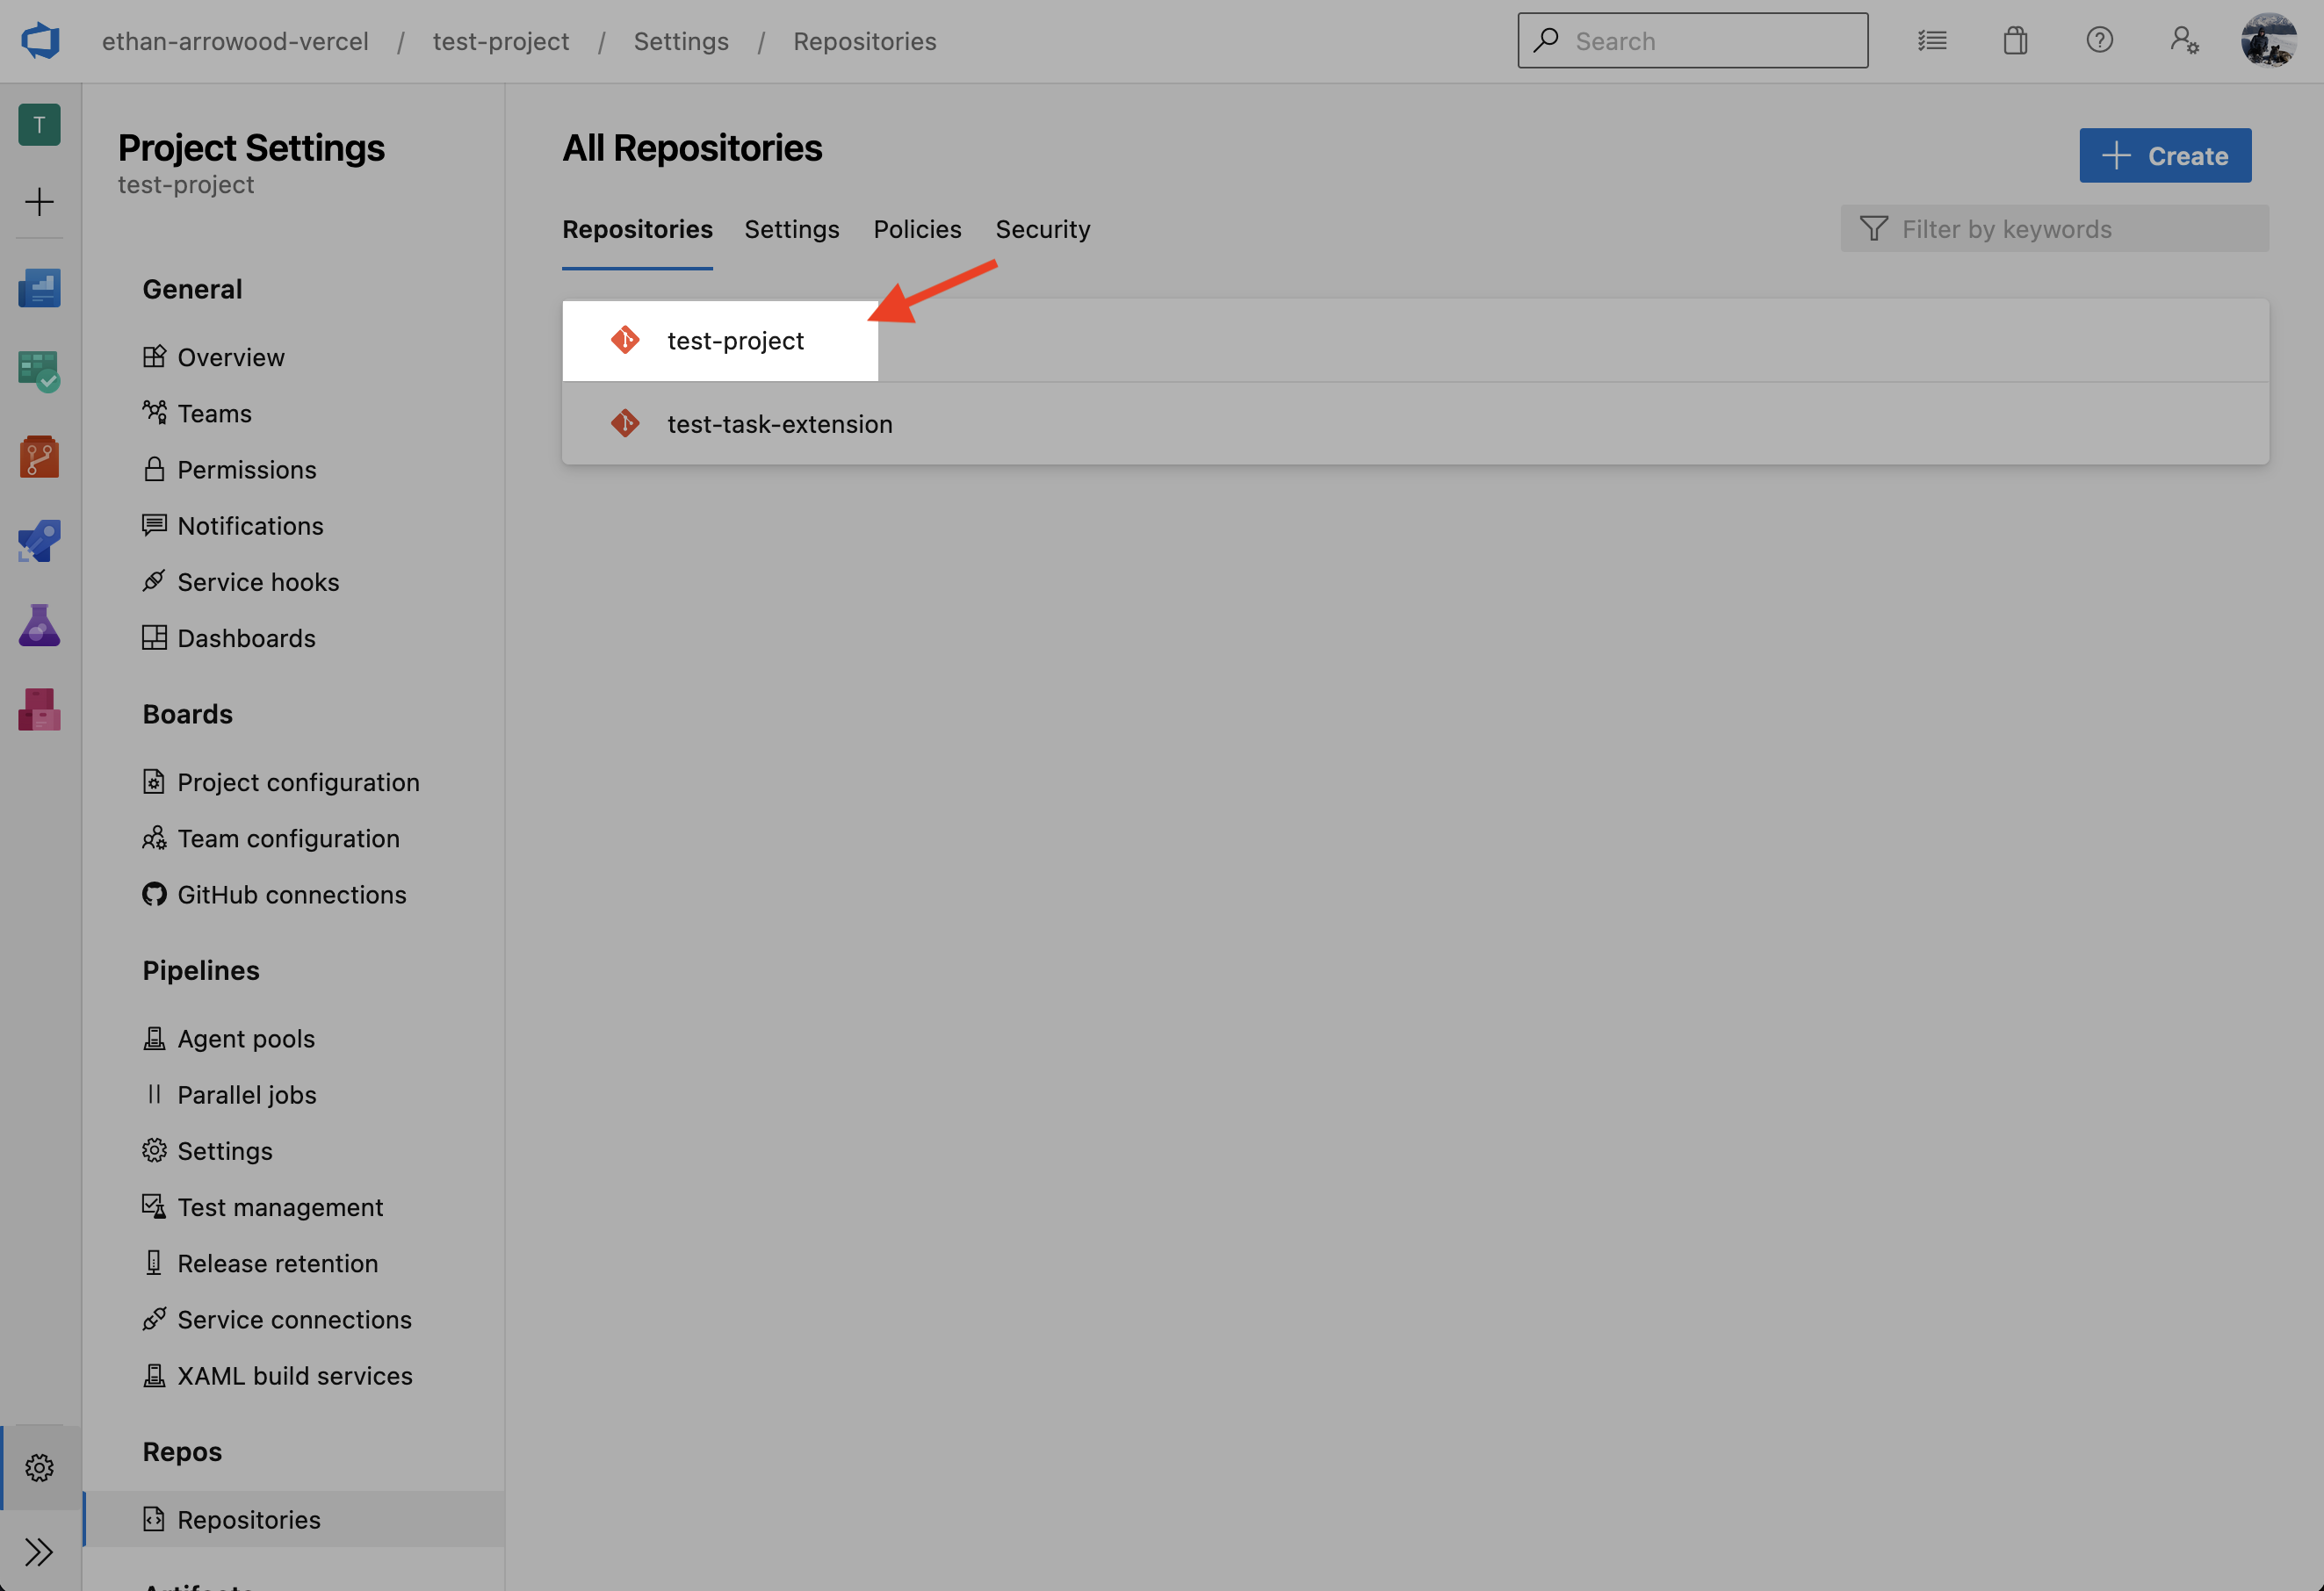 ethan-arrowood-vercel / test-project / Settings / Repositories
Search
T
Project Settings
test-project
General
Overview
Teams
Permissions
Notifications
Service hooks
Dashboards
Boards
Project configuration
Team configuration
GitHub connections
Pipelines
Agent pools
Parallel jobs
Settings
Test management
Release retention
Service connections
XAML build services
Repos
Repositories
Artifacts
All Repositories
Create
Repositories Settings Policies Security
Filter by keywords
test-project
test-task-extension